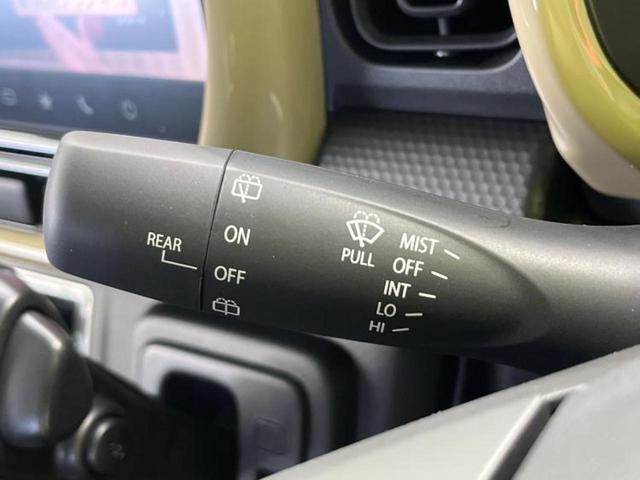 REAR
ON
OFF
PULL
MIST
OFF
INT
LO
HI